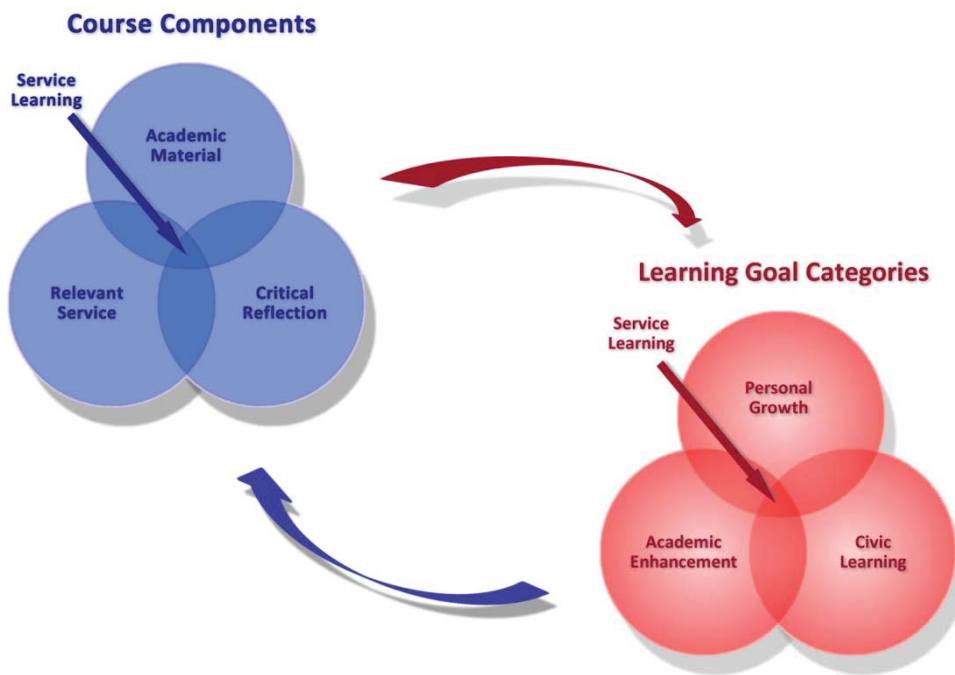 Course Components
Service
Learning
Academic
Material
Relevant
Service
Critical
Reflection
Learning Goal Categories
Service
Learning
Personal
Growth
Academic
Enhancement
Civic
Learning